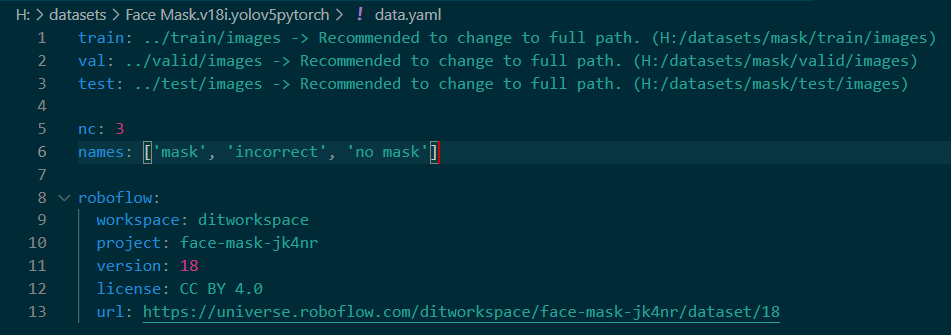 H: > datasets > Face Mask.v18i.yolov5pytorch > ! data.yaml
1 train: ../train/images -> Recommended to change to full path. (H:/datasets/mask/train/images)
2 val: ../valid/images -> Recommended to change to full path. (H:/datasets/mask/valid/images)
3 test: ../test/images -> Recommended to change to full path. (H:/datasets/mask/test/images)
4
5 nc: 3
6 names: ['mask', 'incorrect', 'no mask']
7
8 roboflow:
9 workspace: ditworkspace
10 project: face-mask-jk4nr
11 version: 18
12 license: CC BY 4.0
13 url: https://universe.roboflow.com/ditworkspace/face-mask-jk4nr/dataset/18